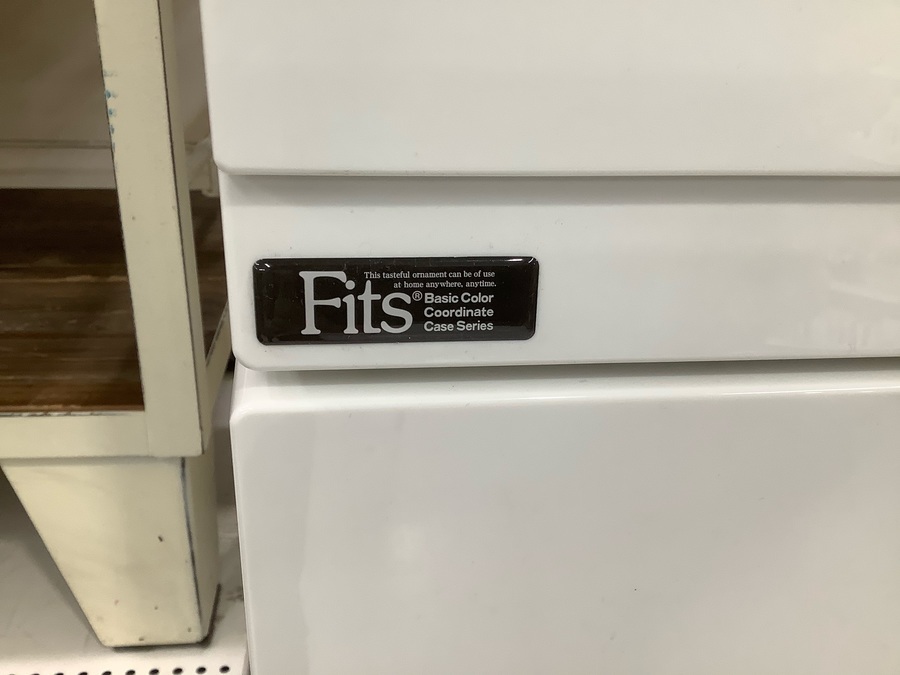 This tasteful ornament can be of use
at home anywhere, anytime.
Fits®
Basic Color
Coordinate
Case Series